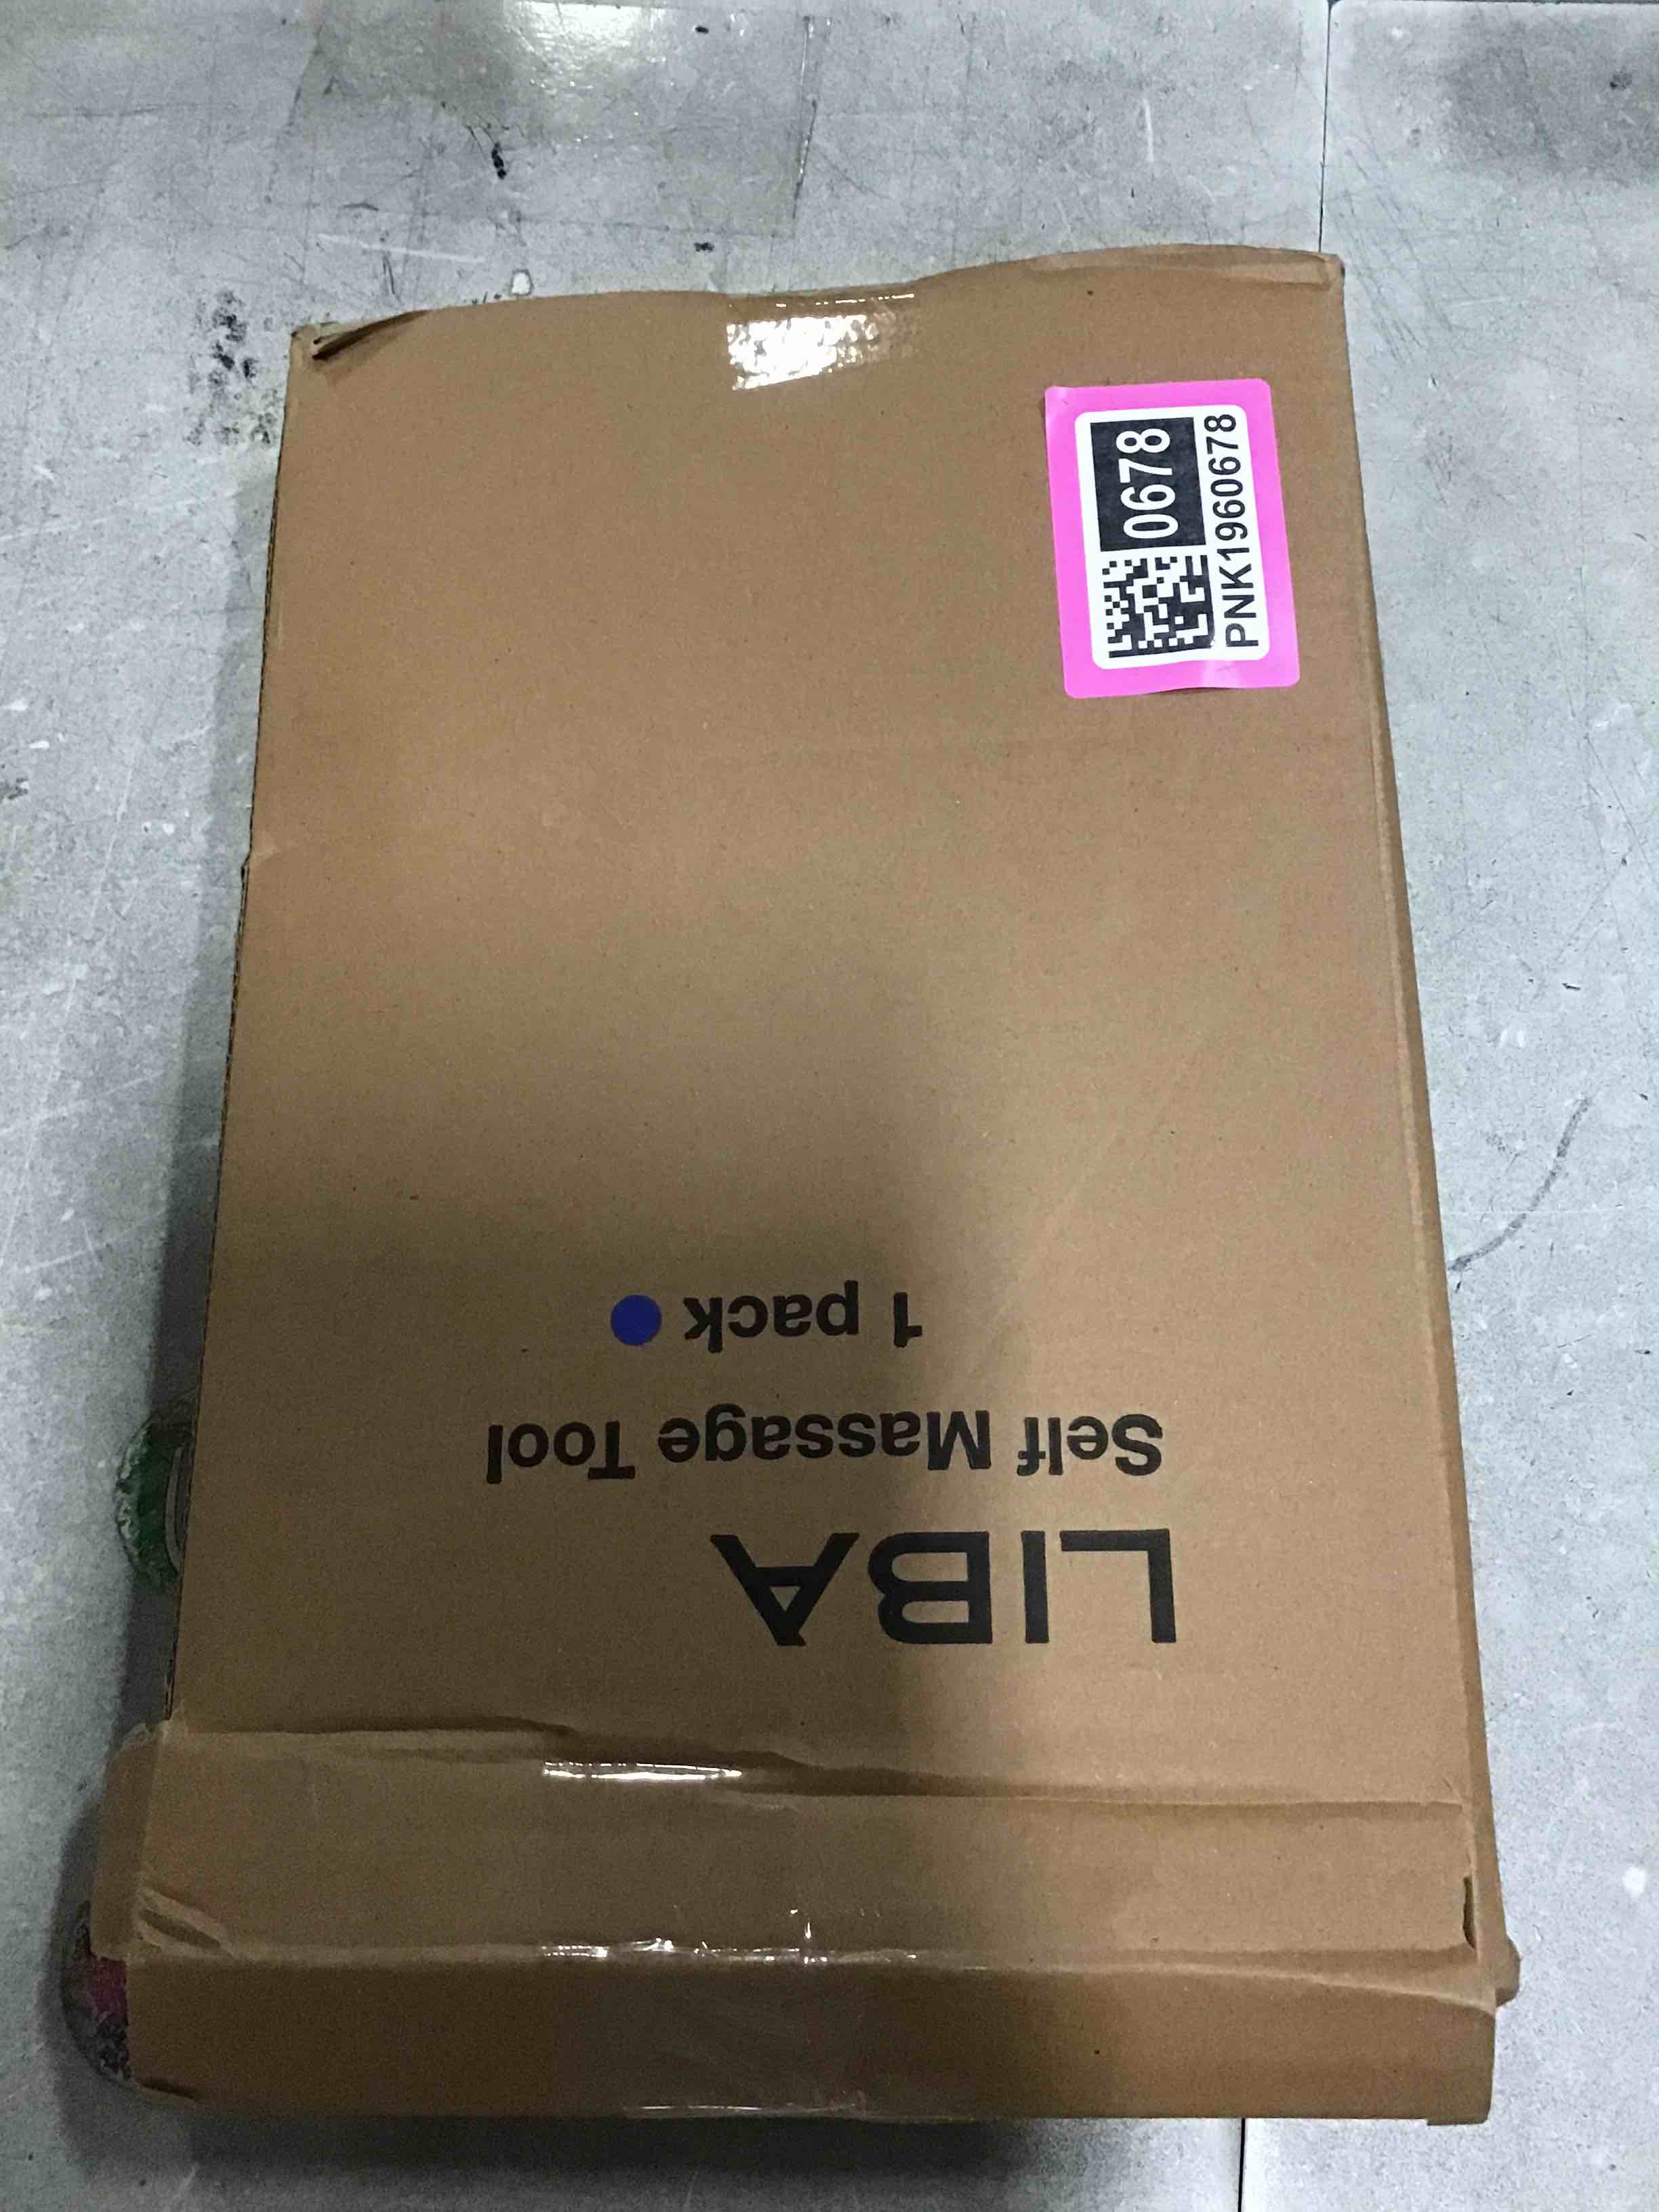 LIBA
Self Massage Tool
1 pack
0678
PNK1960678